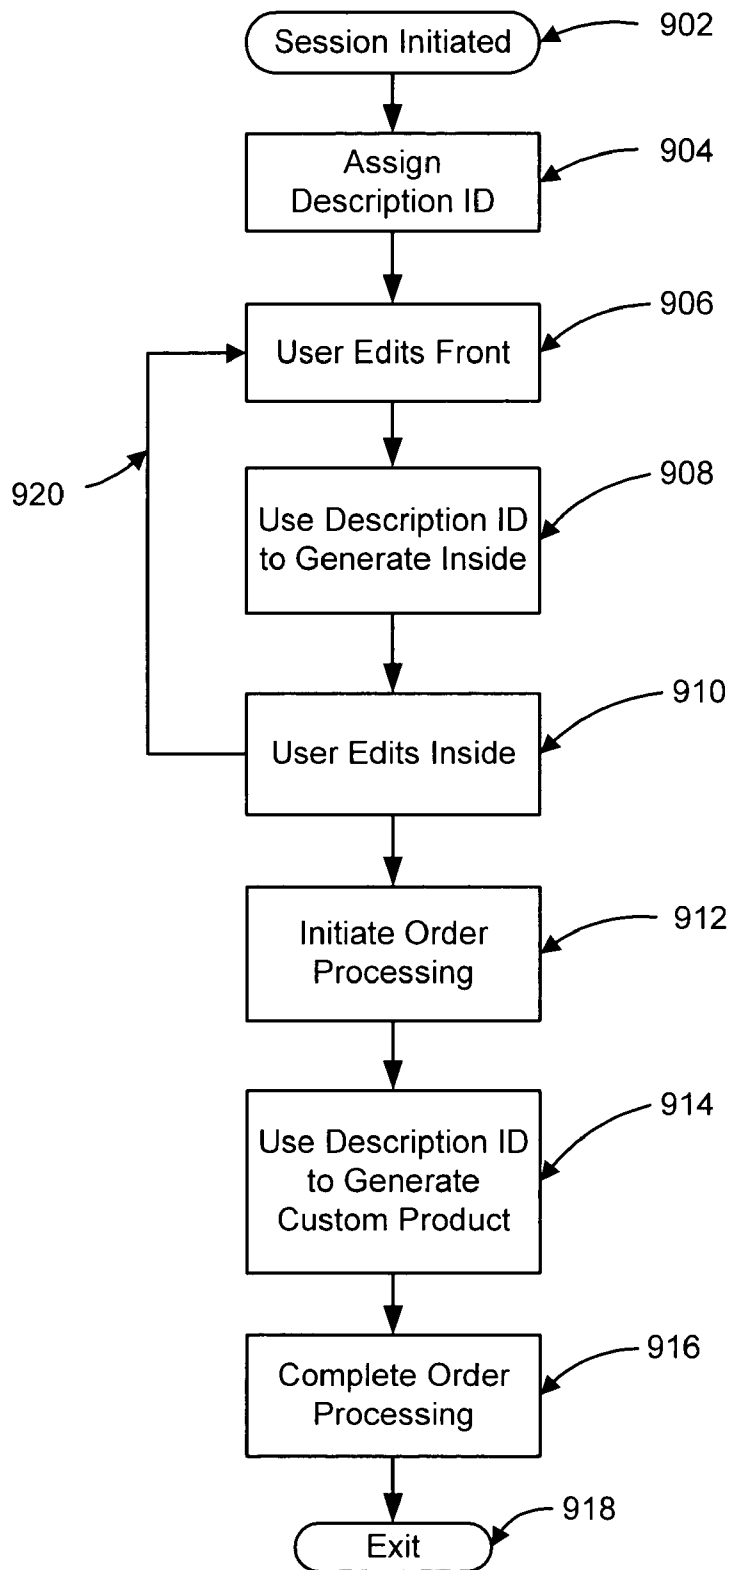 Session Initiated
902
Assign
Description ID
904
User Edits Front
906
920
Use Description ID
to Generate Inside
908
User Edits Inside
910
Initiate Order
Processing
912
Use Description ID
to Generate
Custom Product
914
Complete Order
Processing
916
Exit
918